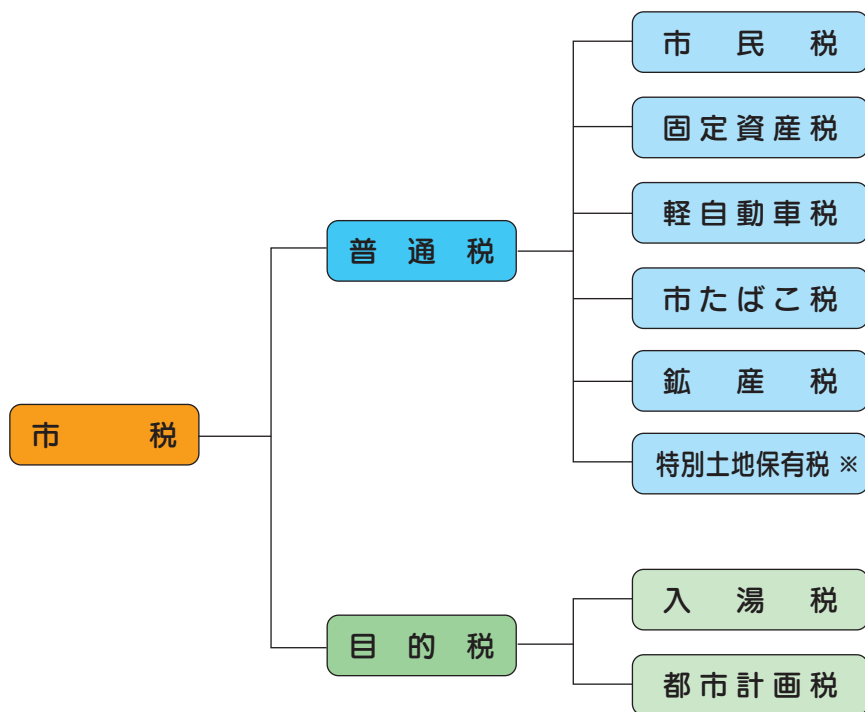 市税
普通税
市民税
固定資産税
軽自動車税
市たばこ税
鉱産税
特別土地保有税 ※
目的税
入湯税
都市計画税